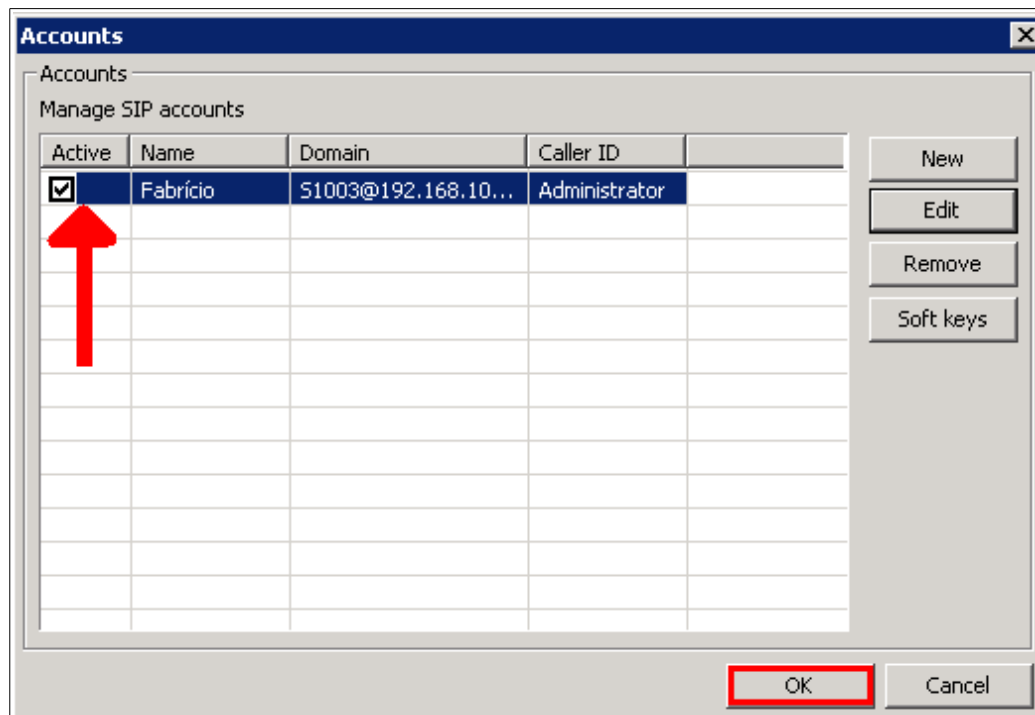 Accounts
Accounts
Manage SIP accounts
Active Name Domain Caller ID
Fabrício S1003@192.168.10... Administrator
New
Edit
Remove
Soft keys
OK Cancel